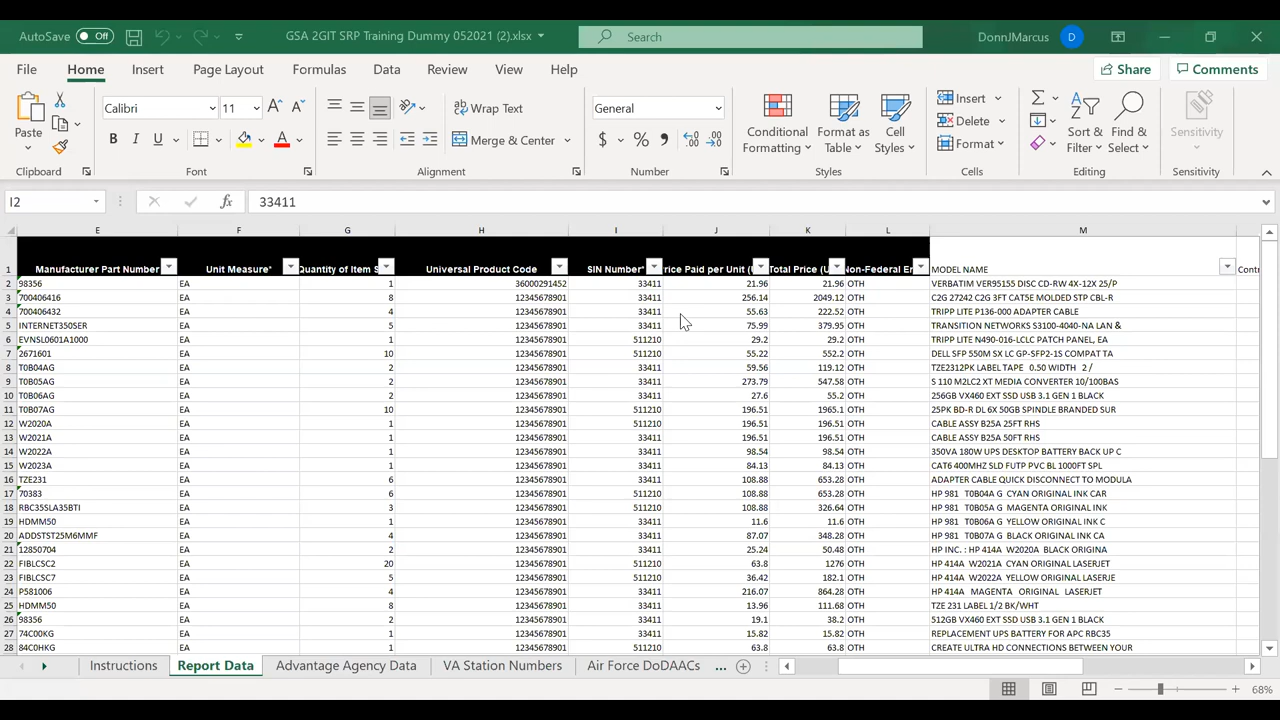 AutoSave Off GSA 2GIT SRP Training Dummy 052021 (2).xlsx Search DonnJMarcus D
File Home Insert Page Layout Formulas Data Review View Help Share Comments
Paste Calibri 11 Wrap Text General Insert
B I U Merge & Center $ % Conditional Formatting Format as Table Cell Styles Delete Format Sort & Filter Find & Select Sensitivity
Clipboard Font Alignment Number Styles Cells Editing Sensitivity
I2 fx 33411
E F G H I J K L M
1 Manufacturer Part Number Unit Measure* Quantity of Item Universal Product Code SIN Number* Price Paid per Unit Total Price Non-Federal MODEL NAME Contr
2 98356 EA 1 36000291452 33411 21.96 21.96 OTH VERBATIM VER95155 DISC CD-RW 4X-12X 25/P
3 700406416 EA 8 12345678901 33411 256.14 2049.12 OTH C2G 27242 C2G 3FT CAT5E MOLDED STP CBL-R
4 700406432 EA 4 12345678901 33411 55.63 222.52 OTH TRIPP LITE P136-000 ADAPTER CABLE
5 INTERNET350SER EA 5 12345678901 33411 75.99 379.95 OTH TRANSITION NETWORKS S3100-4040-NA LAN &
6 EVNSL0601A1000 EA 1 12345678901 511210 29.2 29.2 OTH TRIPP LITE N490-016-LCLC PATCH PANEL, EA
7 2671601 EA 10 12345678901 511210 55.22 552.2 OTH DELL SFP 550M SX LC GP-SFP2-1S COMPAT TA
8 T0B04AG EA 2 12345678901 33411 59.56 119.12 OTH TZE2312PK LABEL TAPE 0.50 WIDTH 2 /
9 T0B05AG EA 2 12345678901 33411 273.79 547.58 OTH S 110 M2LC2 XT MEDIA CONVERTER 10/100BAS
10 T0B06AG EA 2 12345678901 33411 27.6 55.2 OTH 256GB VX460 EXT SSD USB 3.1 GEN 1 BLACK
11 T0B07AG EA 10 12345678901 511210 196.51 1965.1 OTH 25PK BD-R DL 6X 50GB SPINDLE BRANDED SUR
12 W2020A EA 1 12345678901 511210 196.51 196.51 OTH CABLE ASSY B25A 25FT RHS
13 W2021A EA 1 12345678901 33411 196.51 196.51 OTH CABLE ASSY B25A 50FT RHS
14 W2022A EA 1 12345678901 33411 98.54 98.54 OTH 350VA 180W UPS DESKTOP BATTERY BACK UP C
15 W2023A EA 1 12345678901 33411 84.13 84.13 OTH CAT6 400MHZ SLD FUTP PVC BL 1000FT SPL
16 TZE231 EA 6 12345678901 33411 108.88 653.28 OTH ADAPTER CABLE QUICK DISCONNECT TO MODULA
17 70383 EA 6 12345678901 511210 108.88 653.28 OTH HP 981 T0B04A G CYAN ORIGINAL INK CAR
18 RBC35SLA35BTI EA 3 12345678901 511210 108.88 326.64 OTH HP 981 T0B05A G MAGENTA ORIGINAL INK
19 HDMM50 EA 1 12345678901 33411 11.6 11.6 OTH HP 981 T0B06A G YELLOW ORIGINAL INK C
20 ADDSTST25M6MMF EA 4 12345678901 33411 87.07 348.28 OTH HP 981 T0B07A G BLACK ORIGINAL INK CA
21 12850704 EA 2 12345678901 33411 25.24 50.48 OTH HP INC. : HP 414A W2020A BLACK ORIGINA
22 FIBLCSC2 EA 20 12345678901 511210 63.8 1276 OTH HP 414A W2021A CYAN ORIGINAL LASERJET
23 FIBLCSC7 EA 5 12345678901 511210 36.42 182.1 OTH HP 414A W2022A YELLOW ORIGINAL LASERJE
24 P581006 EA 4 12345678901 33411 216.07 864.28 OTH HP 414A MAGENTA ORIGINAL LASERJET
25 HDMM50 EA 8 12345678901 33411 13.96 111.68 OTH TZE 231 LABEL 1/2 BK/WHT
26 98356 EA 2 12345678901 511210 19.1 38.2 OTH 512GB VX460 EXT SSD USB 3.1 GEN 1 BLACK
27 74C00KG EA 1 12345678901 511210 15.82 15.82 OTH REPLACEMENT UPS BATTERY FOR APC RBC35
28 84C0HKG EA 1 12345678901 33411 63.8 63.8 OTH CREATE ULTRA HD CONNECTIONS BETWEEN YOUR
Instructions Report Data Advantage Agency Data VA Station Numbers Air Force DoDAACs ...
68%